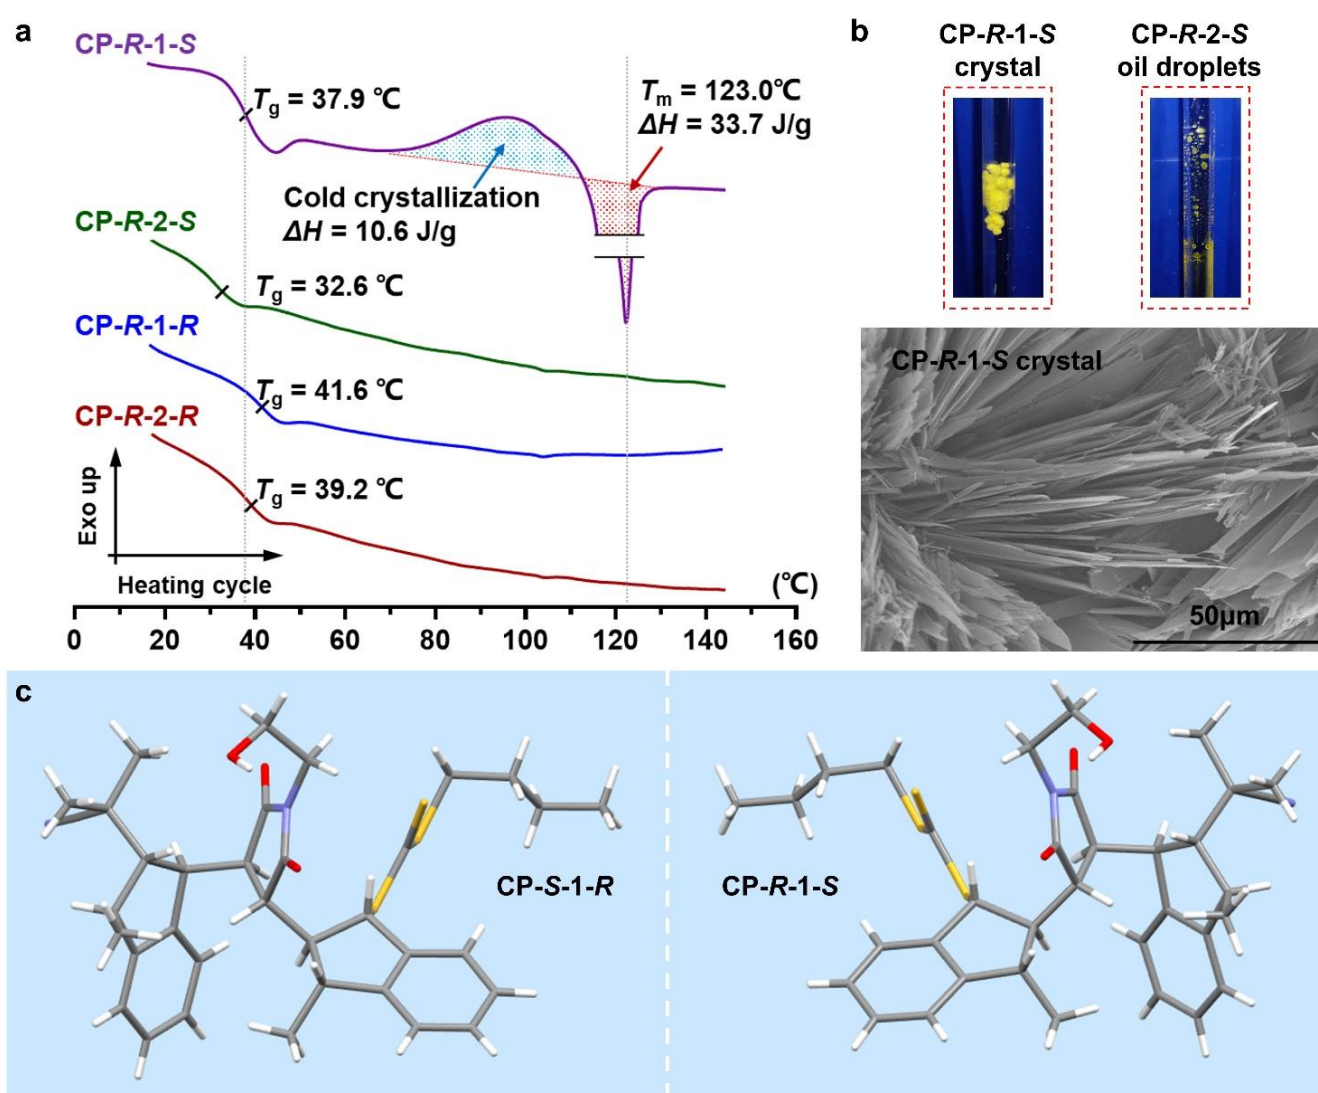 a
CP-R-1-S
Tg = 37.9 ℃
Tm = 123.0℃
ΔH = 33.7 J/g
Cold crystallization
ΔH = 10.6 J/g
CP-R-2-S
Tg = 32.6 ℃
CP-R-1-R
Tg = 41.6 ℃
CP-R-2-R
Tg = 39.2 ℃
Exo up
Heating cycle
(℃)
0 20 40 60 80 100 120 140 160
b
CP-R-1-S
crystal
CP-R-2-S
oil droplets
CP-R-1-S crystal
50μm
c
CP-S-1-R
CP-R-1-S